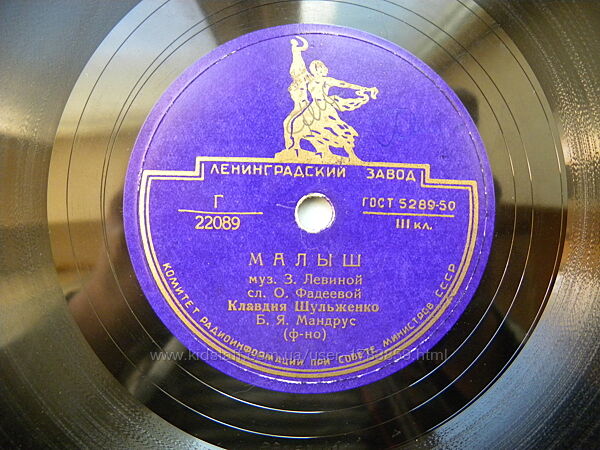 ЛЕНИНГРАДСКИЙ ЗАВОД
Г
22089
ГОСТ 5289-50
III кл.
МАЛЫШ
муз. З. Левиной
сл. О. Фадеевой
Клавдия Шульженко
Б. Я. Мандрус
(ф-но)
КОМИТЕТ РАДИОИНФОРМАЦИИ ПРИ СОВЕТЕ МИНИСТРОВ СССР